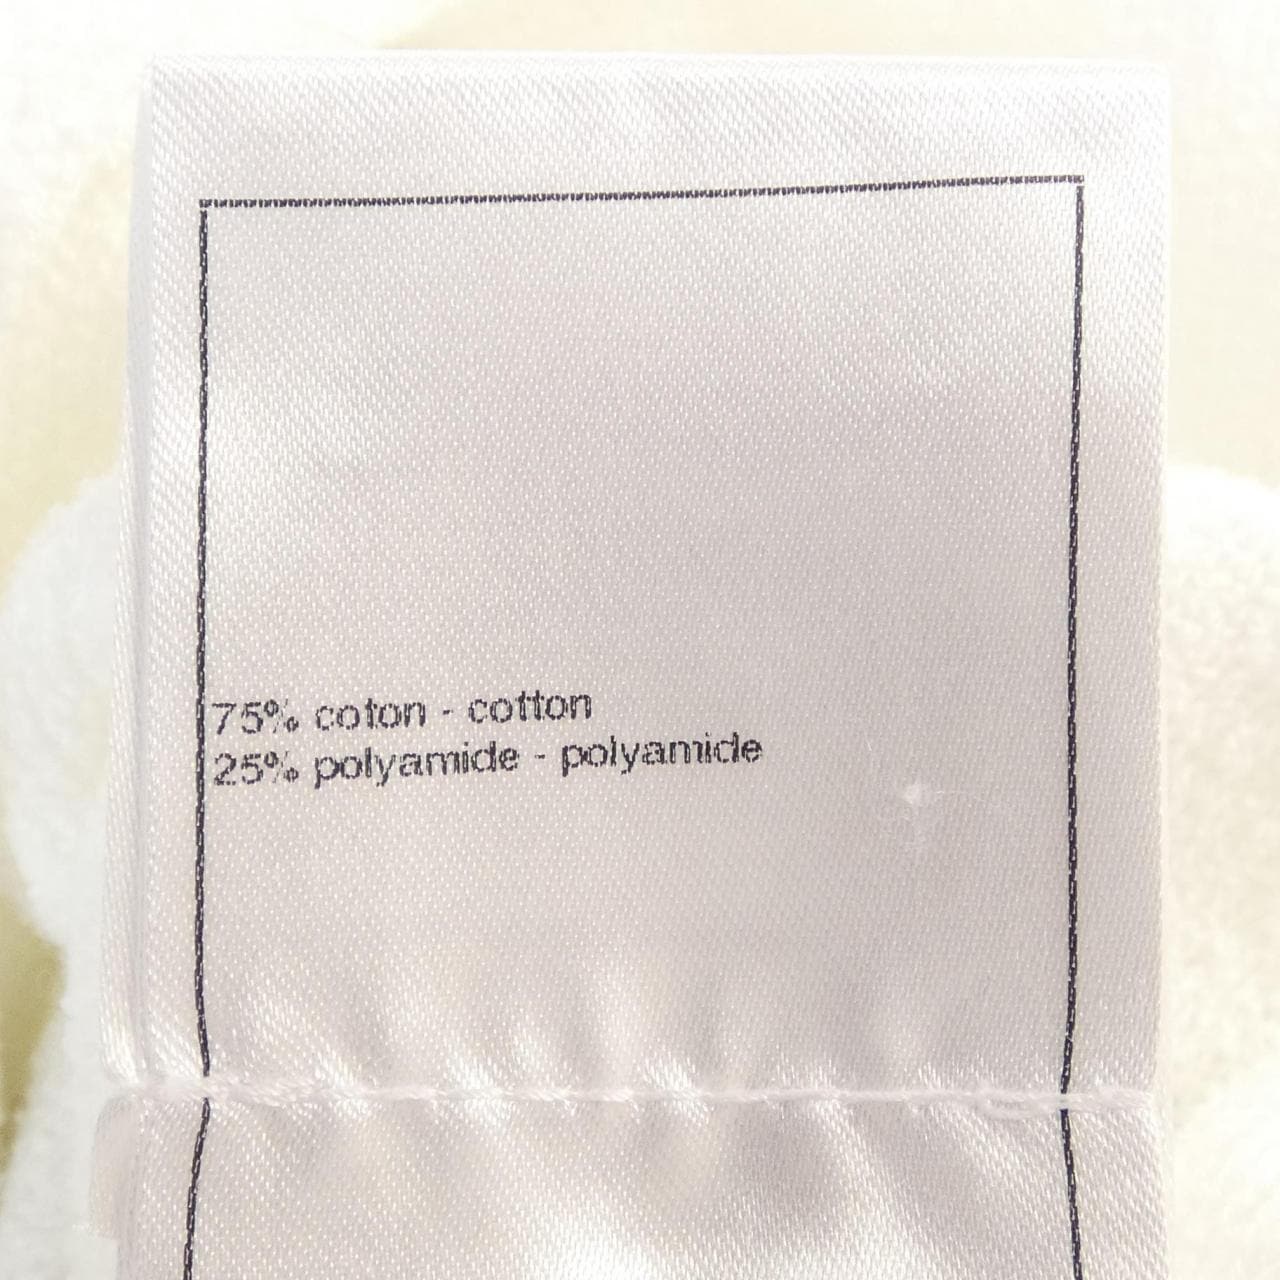 75% coton - cotton
25% polyamide - polyamide